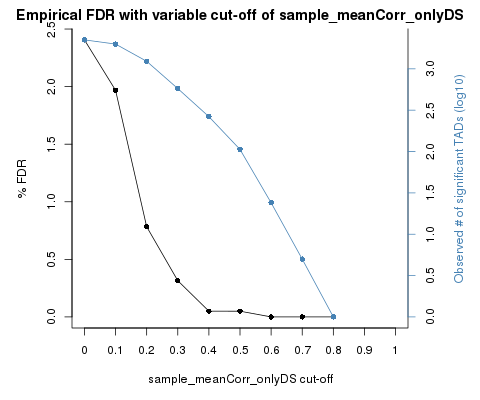 Empirical FDR with variable cut-off of sample_meanCorr_onlyDS
% FDR
0.0 0.5 1.0 1.5 2.0 2.5
0.0 0.5 1.0 1.5 2.0 2.5 3.0
Observed # of significant TADs (log10)
0 0.1 0.2 0.3 0.4 0.5 0.6 0.7 0.8 0.9 1
sample_meanCorr_onlyDS cut-off